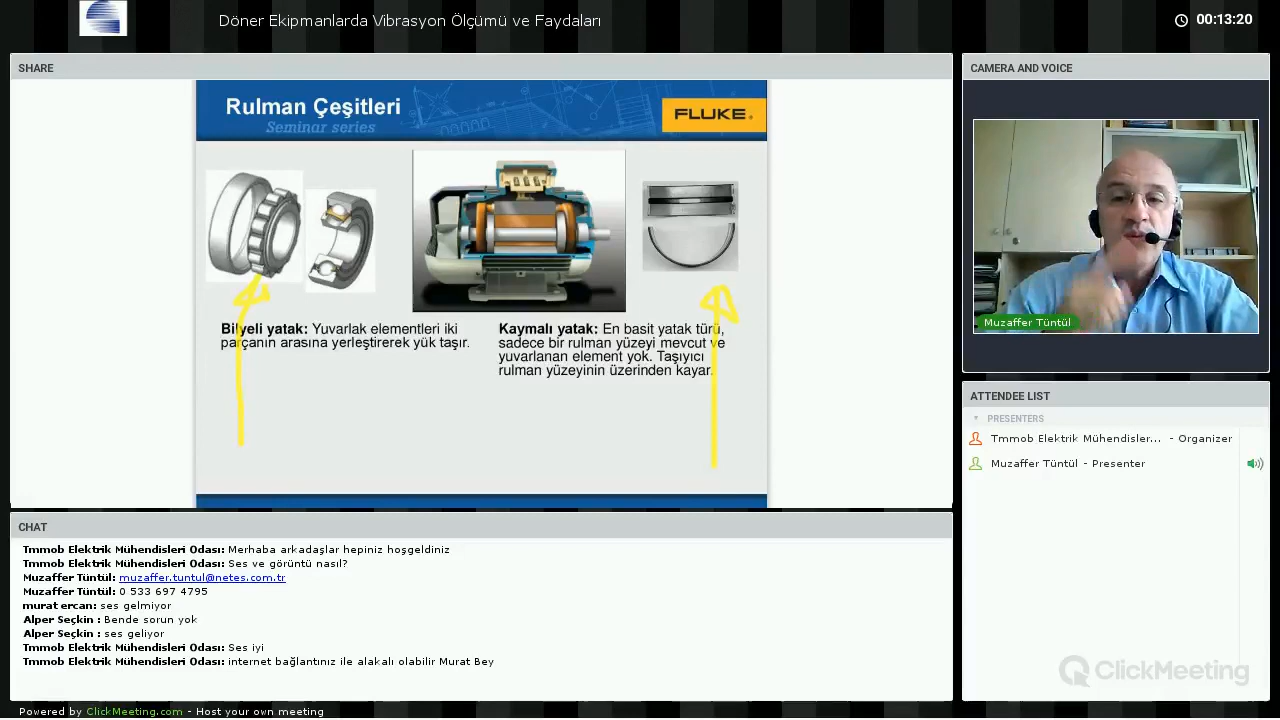 Döner Ekipmanlarda Vibrasyon Ölçümü ve Faydaları
00:13:20
SHARE
Rulman Çeşitleri
Seminar series
FLUKE®
Bilyeli yatak: Yuvarlak elementleri iki
parçanın arasına yerleştirerek yük taşır.
Kaymalı yatak: En basit yatak türü,
sadece bir rulman yüzeyi mevcut ve
yuvarlanan element yok. Taşıyıcı
rulman yüzeyinin üzerinden kayar.
CAMERA AND VOICE
Muzaffer Tüntül
ATTENDEE LIST
PRESENTERS
Tmmob Elektrik Mühendisler... - Organizer
Muzaffer Tüntül - Presenter
CHAT
Tmmob Elektrik Mühendisleri Odası: Merhaba arkadaşlar hepiniz hoşgeldiniz
Tmmob Elektrik Mühendisleri Odası: Ses ve görüntü nasıl?
Muzaffer Tüntül: muzaffer.tuntul@netes.com.tr
Muzaffer Tüntül: 0 533 697 4795
murat ercan: ses gelmiyor
Alper Seçkin : Bende sorun yok
Alper Seçkin : ses geliyor
Tmmob Elektrik Mühendisleri Odası: Ses iyi
Tmmob Elektrik Mühendisleri Odası: internet bağlantınız ile alakalı olabilir Murat Bey
ClickMeeting
Powered by ClickMeeting.com - Host your own meeting